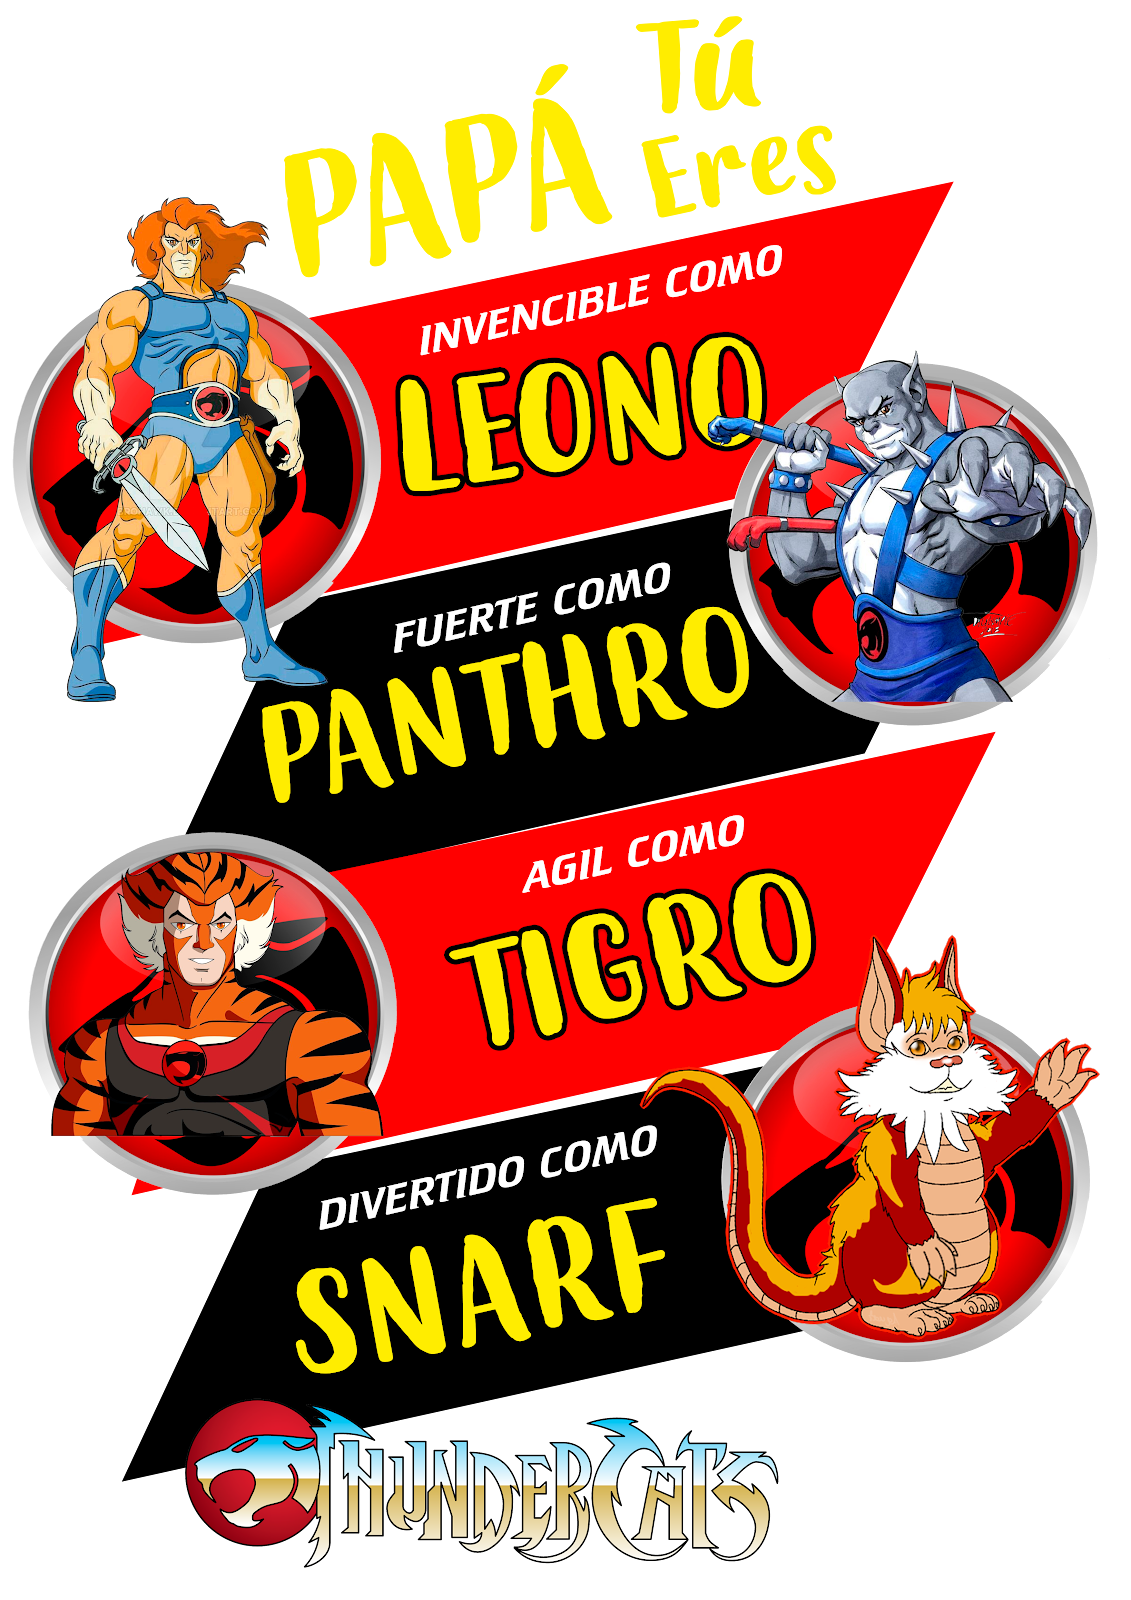 PAPÁ Tú
Eres
INVENCIBLE COMO
LEONO
FUERTE COMO
PANTHRO
AGIL COMO
TIGRO
DIVERTIDO COMO
SNARF
THUNDERCATS